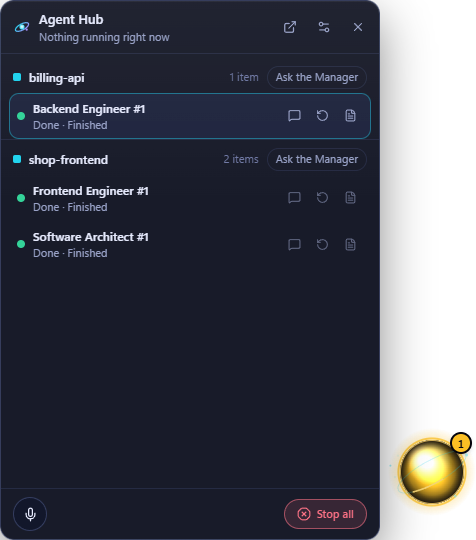 Agent Hub
Nothing running right now
billing-api 1 item Ask the Manager
Backend Engineer #1
Done · Finished
shop-frontend 2 items Ask the Manager
Frontend Engineer #1
Done · Finished
Software Architect #1
Done · Finished
1
Stop all